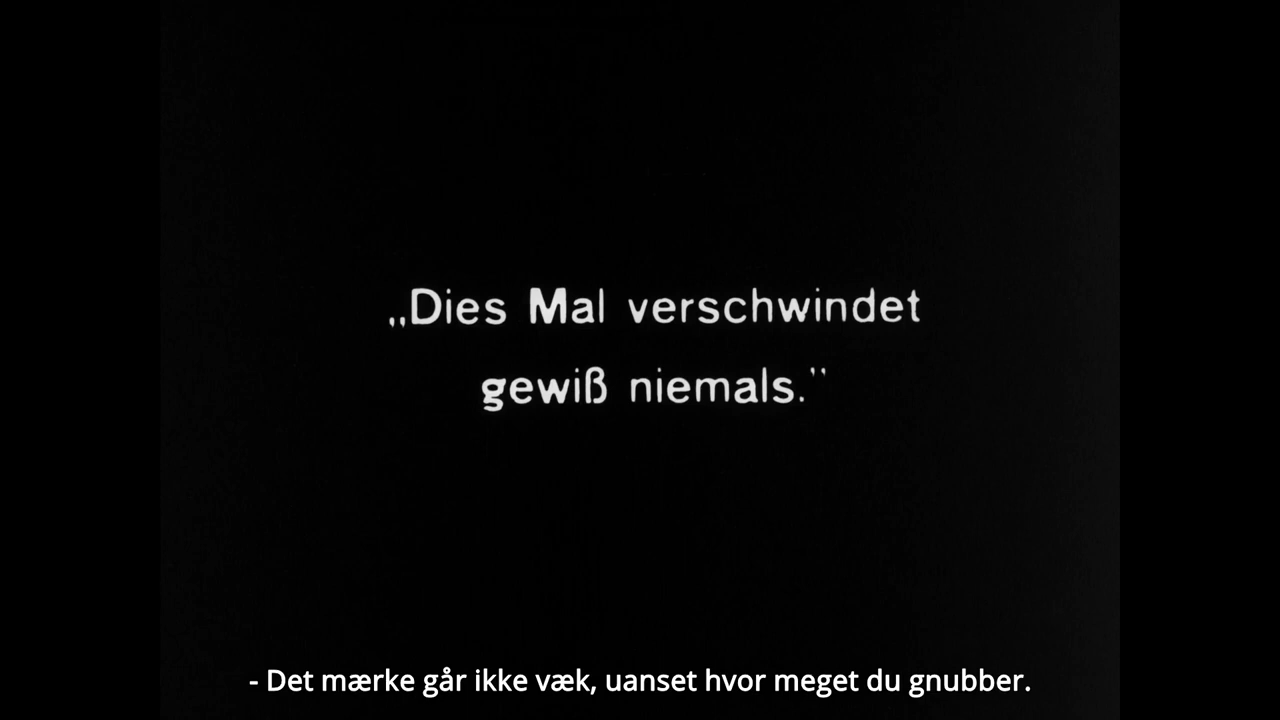 „Dies Mal verschwindet
gewiß niemals."
- Det mærke går ikke væk, uanset hvor meget du gnubber.